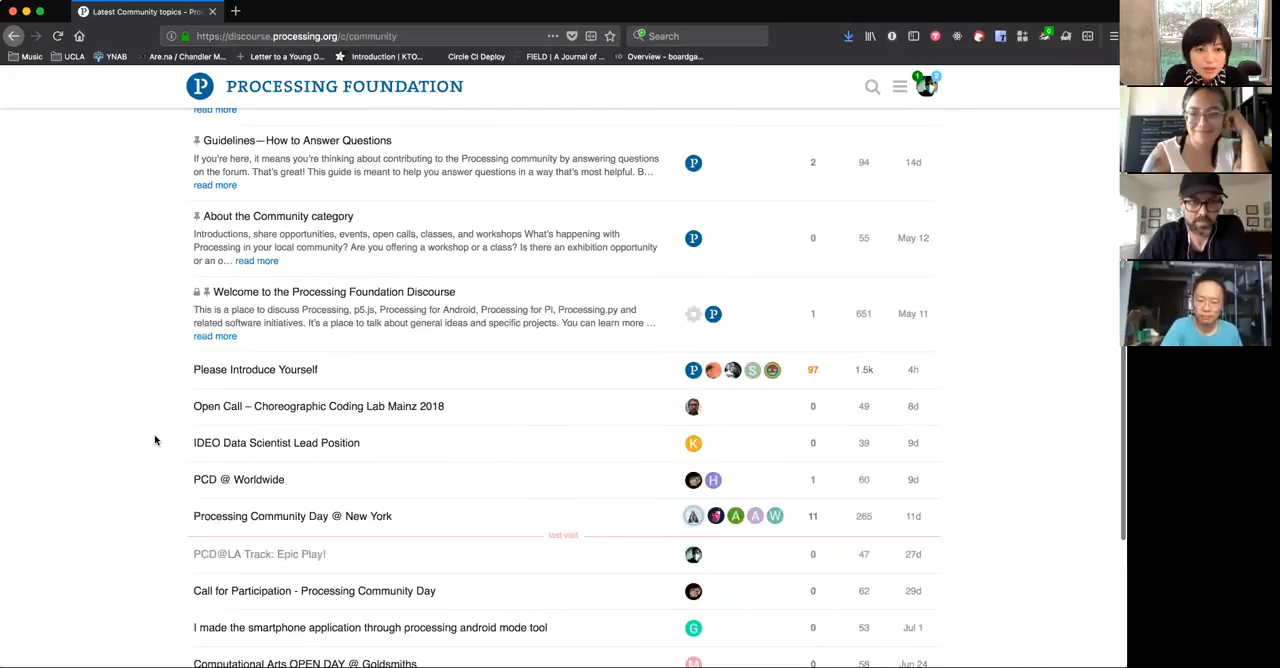 Latest Community topics - Pro
https://discourse.processing.org/c/community
Search
Music
UCLA
YNAB
Are.na / Chandler M...
Letter to a Young D...
Introduction | KTO...
Circle CI Deploy
FIELD | A Journal of ...
Overview - boardga...
P PROCESSING FOUNDATION
1
read more
Guidelines—How to Answer Questions
If you're here, it means you're thinking about contributing to the Processing community by answering questions
on the forum. That's great! This guide is meant to help you answer questions in a way that's most helpful. B...
read more
P
2 94 14d
About the Community category
Introductions, share opportunities, events, open calls, classes, and workshops What's happening with
Processing in your local community? Are you offering a workshop or a class? Is there an exhibition opportunity
or an o... read more
P
0 55 May 12
Welcome to the Processing Foundation Discourse
This is a place to discuss Processing, p5.js, Processing for Android, Processing for Pi, Processing.py and
related software initiatives. It's a place to talk about general ideas and specific projects. You can learn more ...
read more
P
1 651 May 11
Please Introduce Yourself P S 97 1.5k 4h
Open Call – Choreographic Coding Lab Mainz 2018 0 49 8d
IDEO Data Scientist Lead Position K 0 39 9d
PCD @ Worldwide H 1 60 9d
Processing Community Day @ New York A A W 11 265 11d
last visit
PCD@LA Track: Epic Play! 0 47 27d
Call for Participation - Processing Community Day 0 62 29d
I made the smartphone application through processing android mode tool G 0 53 Jul 1
Computational Arts OPEN DAY @ Goldsmiths M 0 58 Jun 24